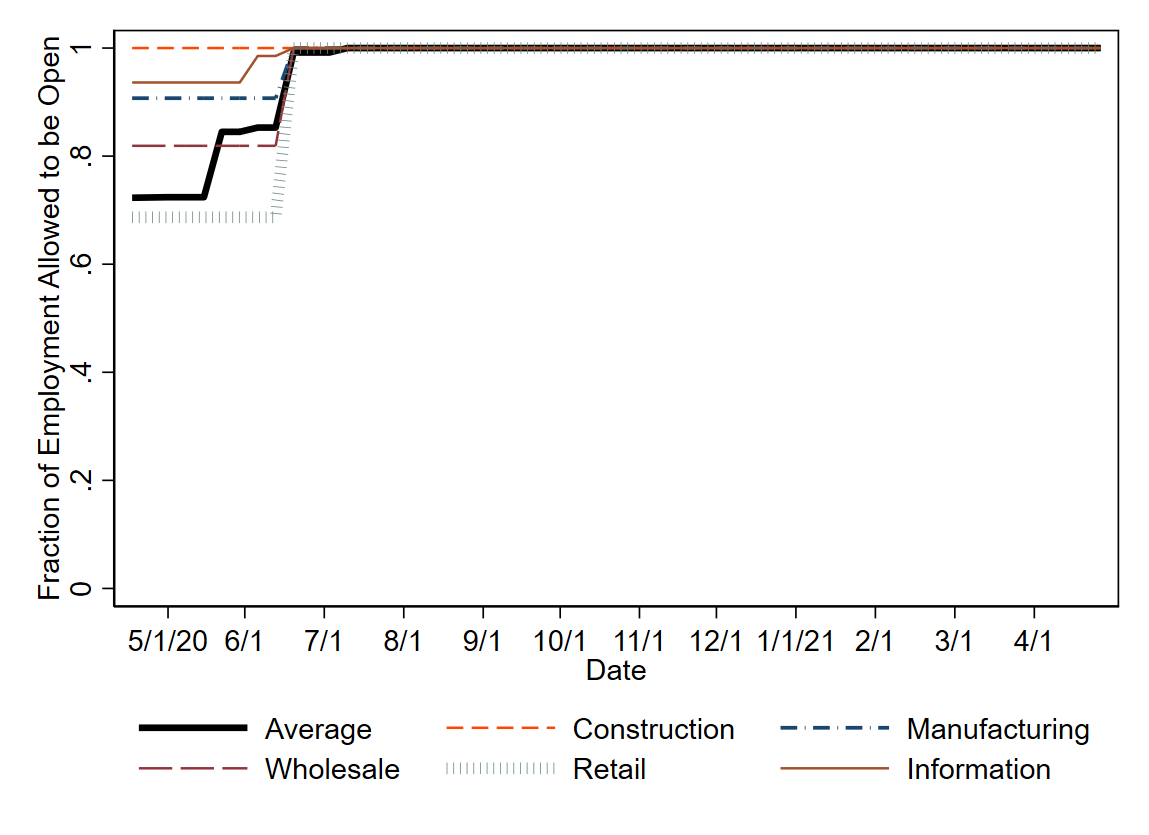 Fraction of Employment Allowed to be Open
1
.8
.6
.4
.2
0
5/1/20 6/1 7/1 8/1 9/1 10/1 11/1 12/1 1/1/21 2/1 3/1 4/1
Date
Average Construction Manufacturing
Wholesale Retail Information